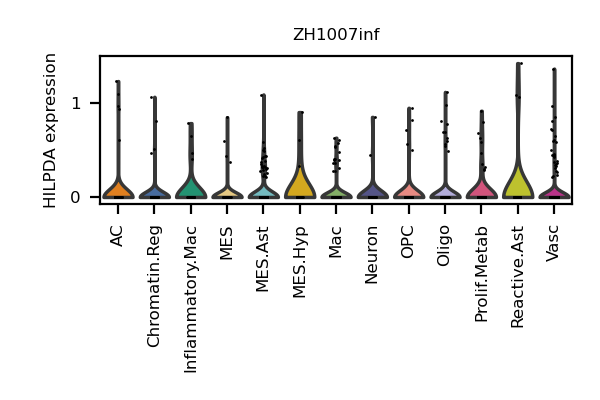 ZH1007inf
HILPDA expression
1
0
AC
Chromatin.Reg
Inflammatory.Mac
MES
MES.Ast
MES.Hyp
Mac
Neuron
OPC
Oligo
Prolif.Metab
Reactive.Ast
Vasc